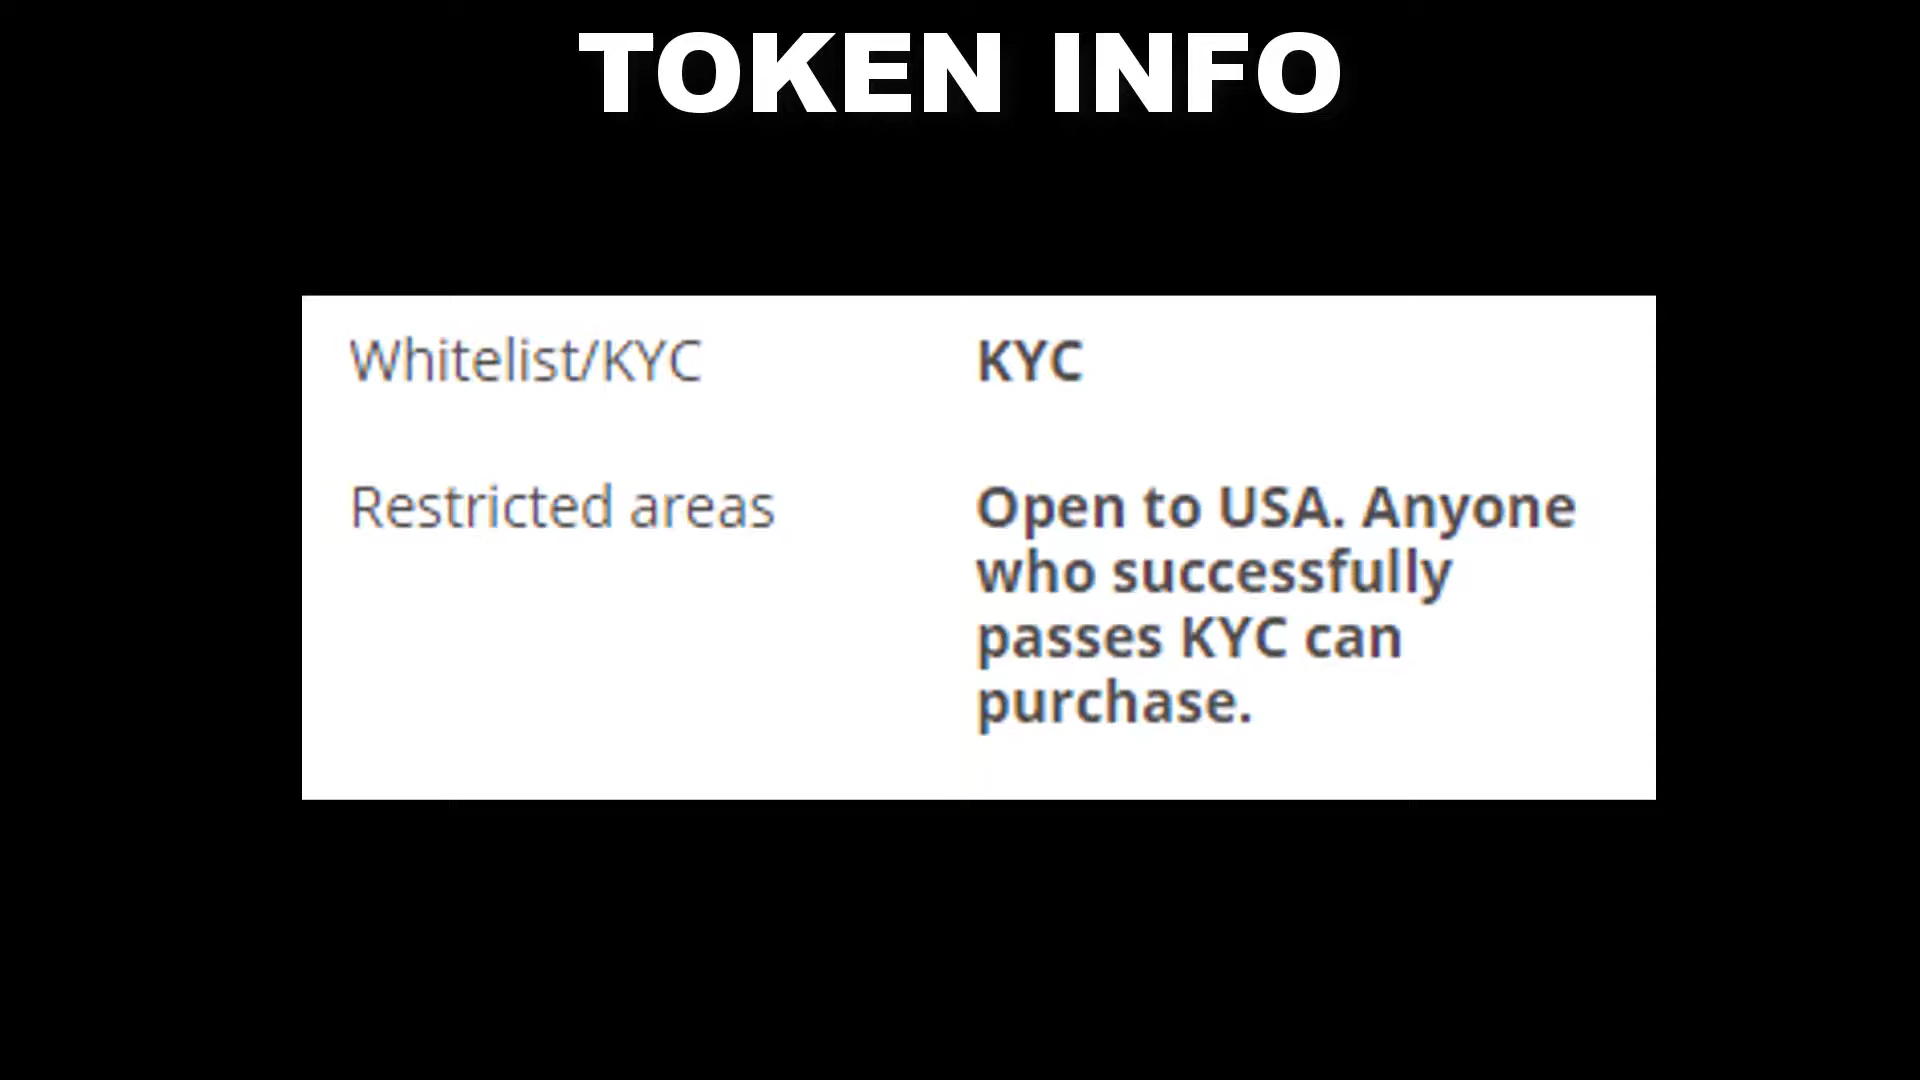 TOKEN INFO
Whitelist/KYC
KYC
Restricted areas
Open to USA. Anyone
who successfully
passes KYC can
purchase.